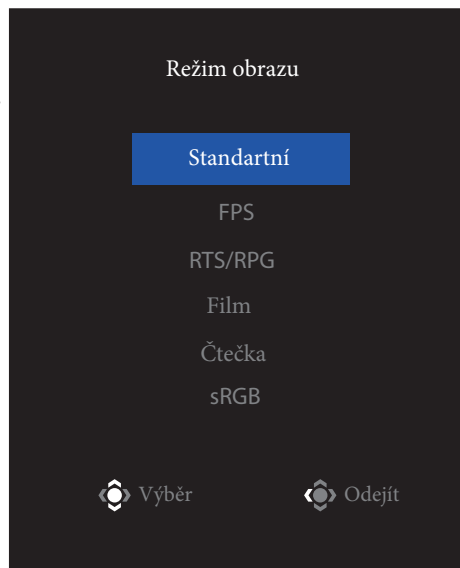 Režim obrazu
Standartní
FPS
RTS/RPG
Film
Čtečka
sRGB
Výběr Odejít